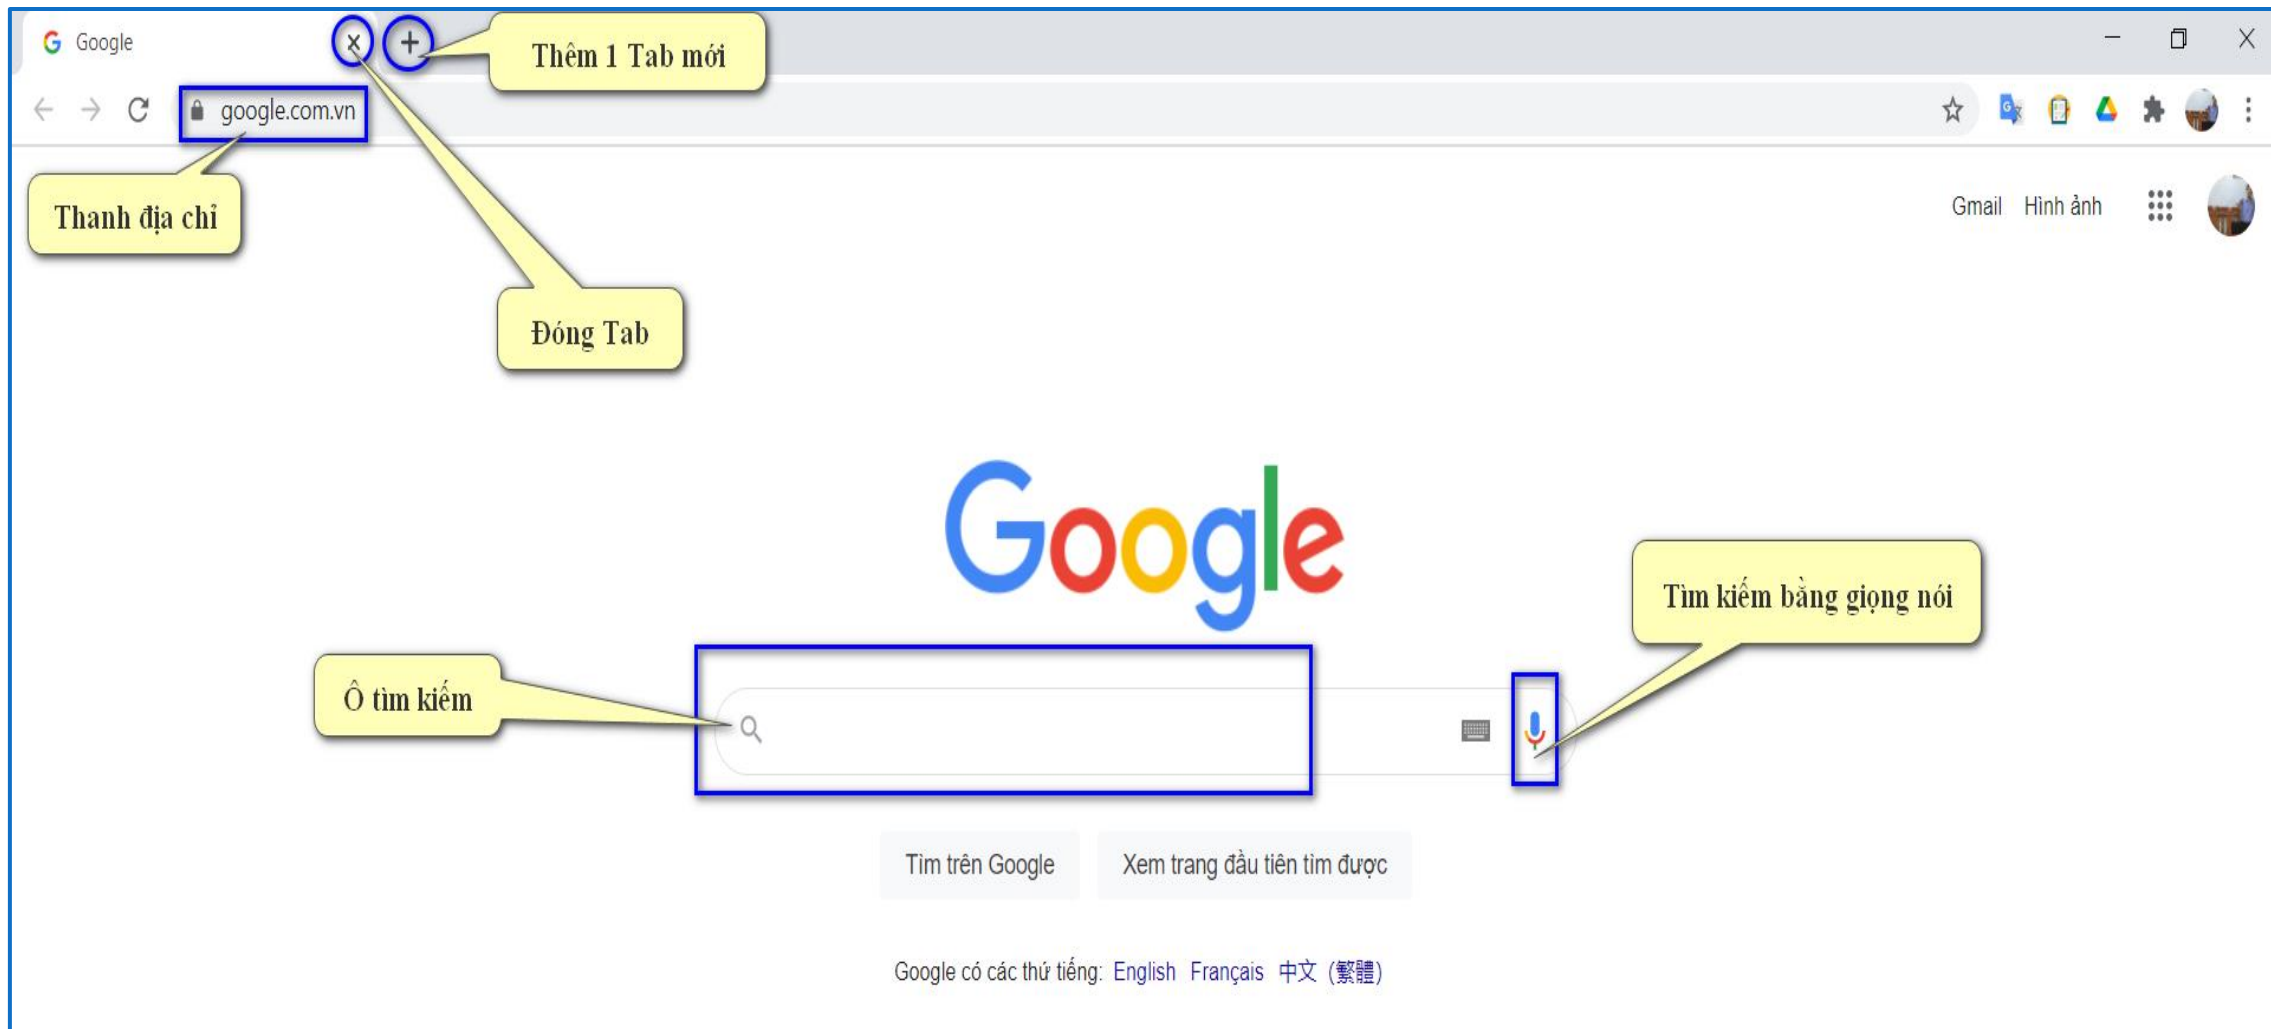 Google
Thêm 1 Tab mới
google.com.vn
Thanh địa chỉ
Gmail Hình ảnh
Đóng Tab
Google
Tìm kiếm bằng giọng nói
Ô tìm kiếm
Tìm trên Google Xem trang đầu tiên tìm được
Google có các thứ tiếng: English Français 中文 (繁體)